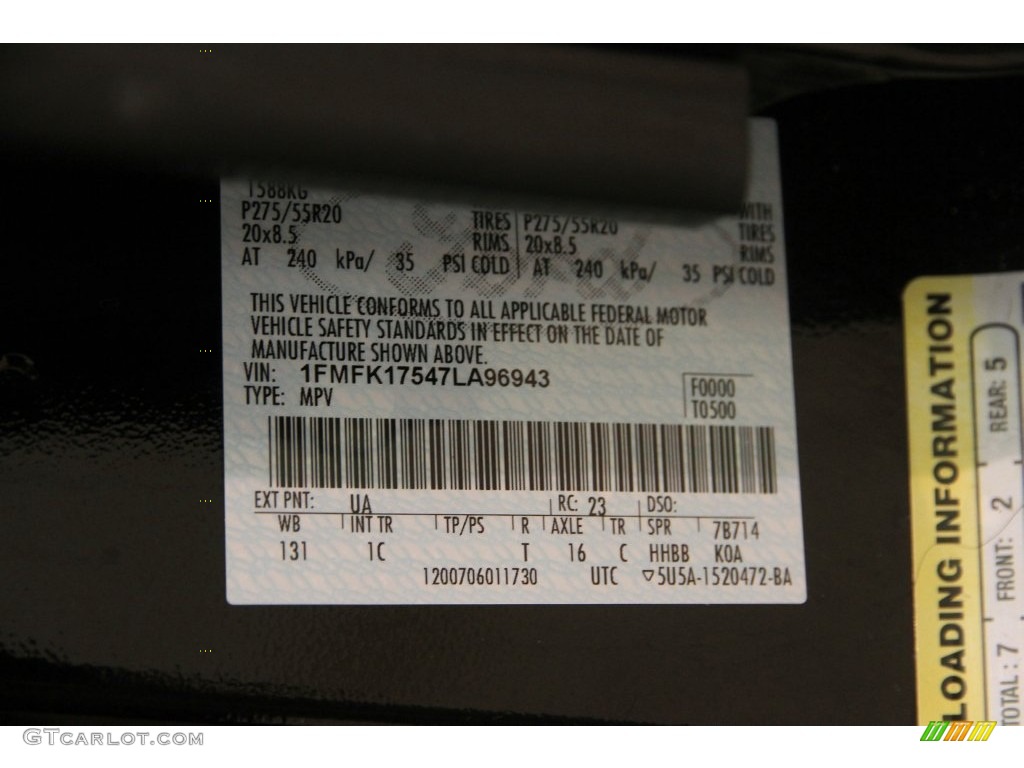 1588KG
P275/55R20 TIRES P275/55R20 WITH TIRES
20x8.5 RIMS 20x8.5 RIMS
AT 240 kPa/ 35 PSI COLD AT 240 kPa/ 35 PSI COLD
THIS VEHICLE CONFORMS TO ALL APPLICABLE FEDERAL MOTOR
VEHICLE SAFETY STANDARDS IN EFFECT ON THE DATE OF
MANUFACTURE SHOWN ABOVE.
VIN: 1FMFK17547LA96943
TYPE: MPV
F0000
T0500
EXT PNT: UA RC: 23 DSO:
WB INT TR TP/PS R AXLE TR SPR 7B714
131 1C T 16 C HHBB KOA
1200706011730 UTC ▽5U5A-1520472-BA
LOADING INFORMATION
TOTAL: 7 FRONT: 2 REAR: 5
GTCARLOT.COM